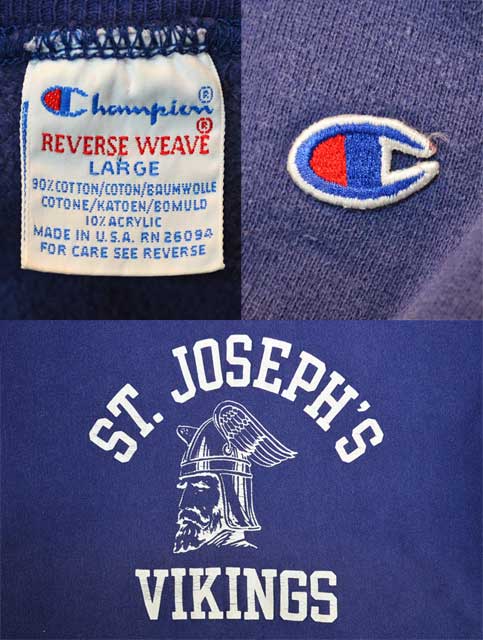 Champion®
REVERSE WEAVE®
LARGE
90% COTTON/COTON/BAUMWOLLE
COTONE/KATOEN/BOMULD
10% ACRYLIC
MADE IN U.S.A. RN 26094
FOR CARE SEE REVERSE
ST. JOSEPH'S
VIKINGS